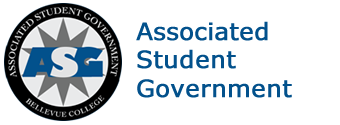 ASSOCIATED STUDENT GOVERNMENT
ASG
BELLEVUE COLLEGE
Associated
Student
Government